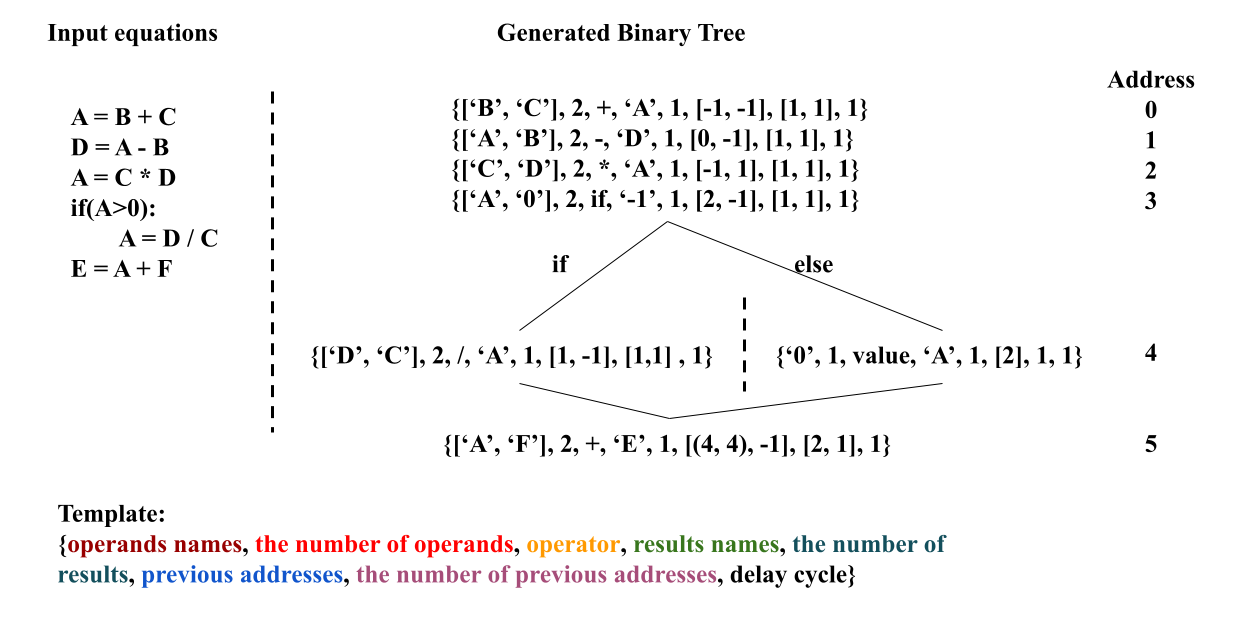 Input equations
Generated Binary Tree
Address
A = B + C
D = A - B
A = C * D
if(A>0):
A = D / C
E = A + F
{[‘B’, ‘C’], 2, +, ‘A’, 1, [-1, -1], [1, 1], 1}
0
{[‘A’, ‘B’], 2, -, ‘D’, 1, [0, -1], [1, 1], 1}
1
{[‘C’, ‘D’], 2, *, ‘A’, 1, [-1, 1], [1, 1], 1}
2
{[‘A’, ‘0’], 2, if, ‘-1’, 1, [2, -1], [1, 1], 1}
3
if
else
{[‘D’, ‘C’], 2, /, ‘A’, 1, [1, -1], [1,1] , 1}
{‘0’, 1, value, ‘A’, 1, [2], 1, 1}
4
{[‘A’, ‘F’], 2, +, ‘E’, 1, [(4, 4), -1], [2, 1], 1}
5
Template:
{operands names, the number of operands, operator, results names, the number of
results, previous addresses, the number of previous addresses, delay cycle}